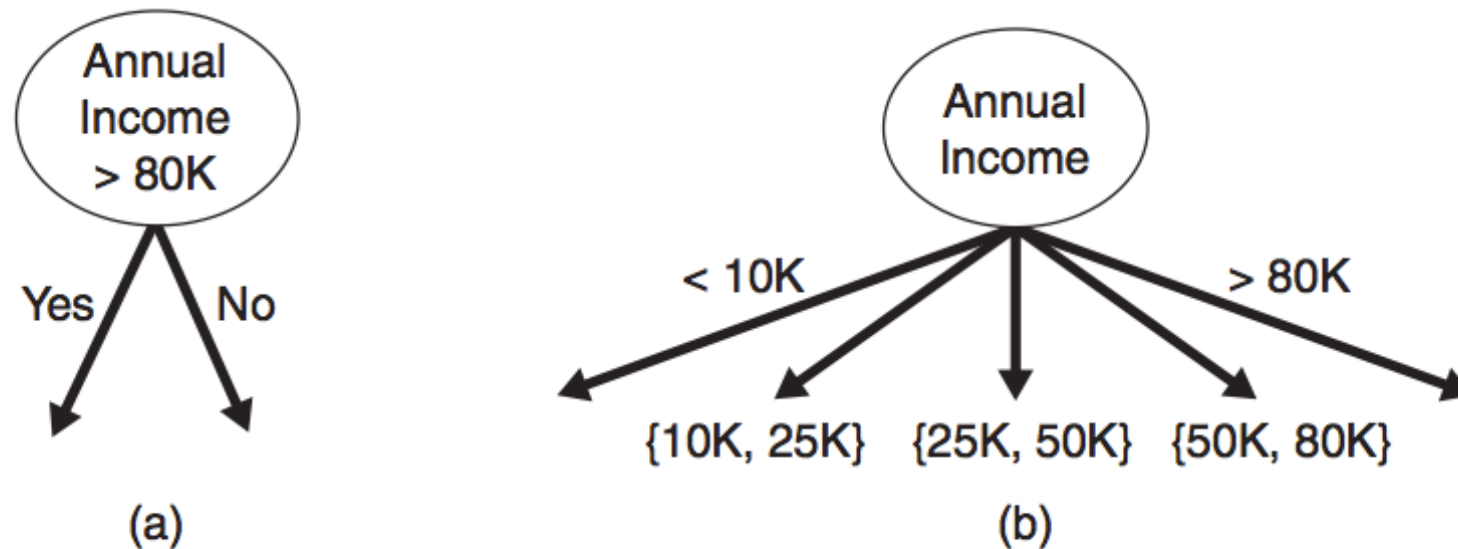 Annual
Income
> 80K
Yes
No
(a)
Annual
Income
< 10K
> 80K
{10K, 25K}
{25K, 50K}
{50K, 80K}
(b)